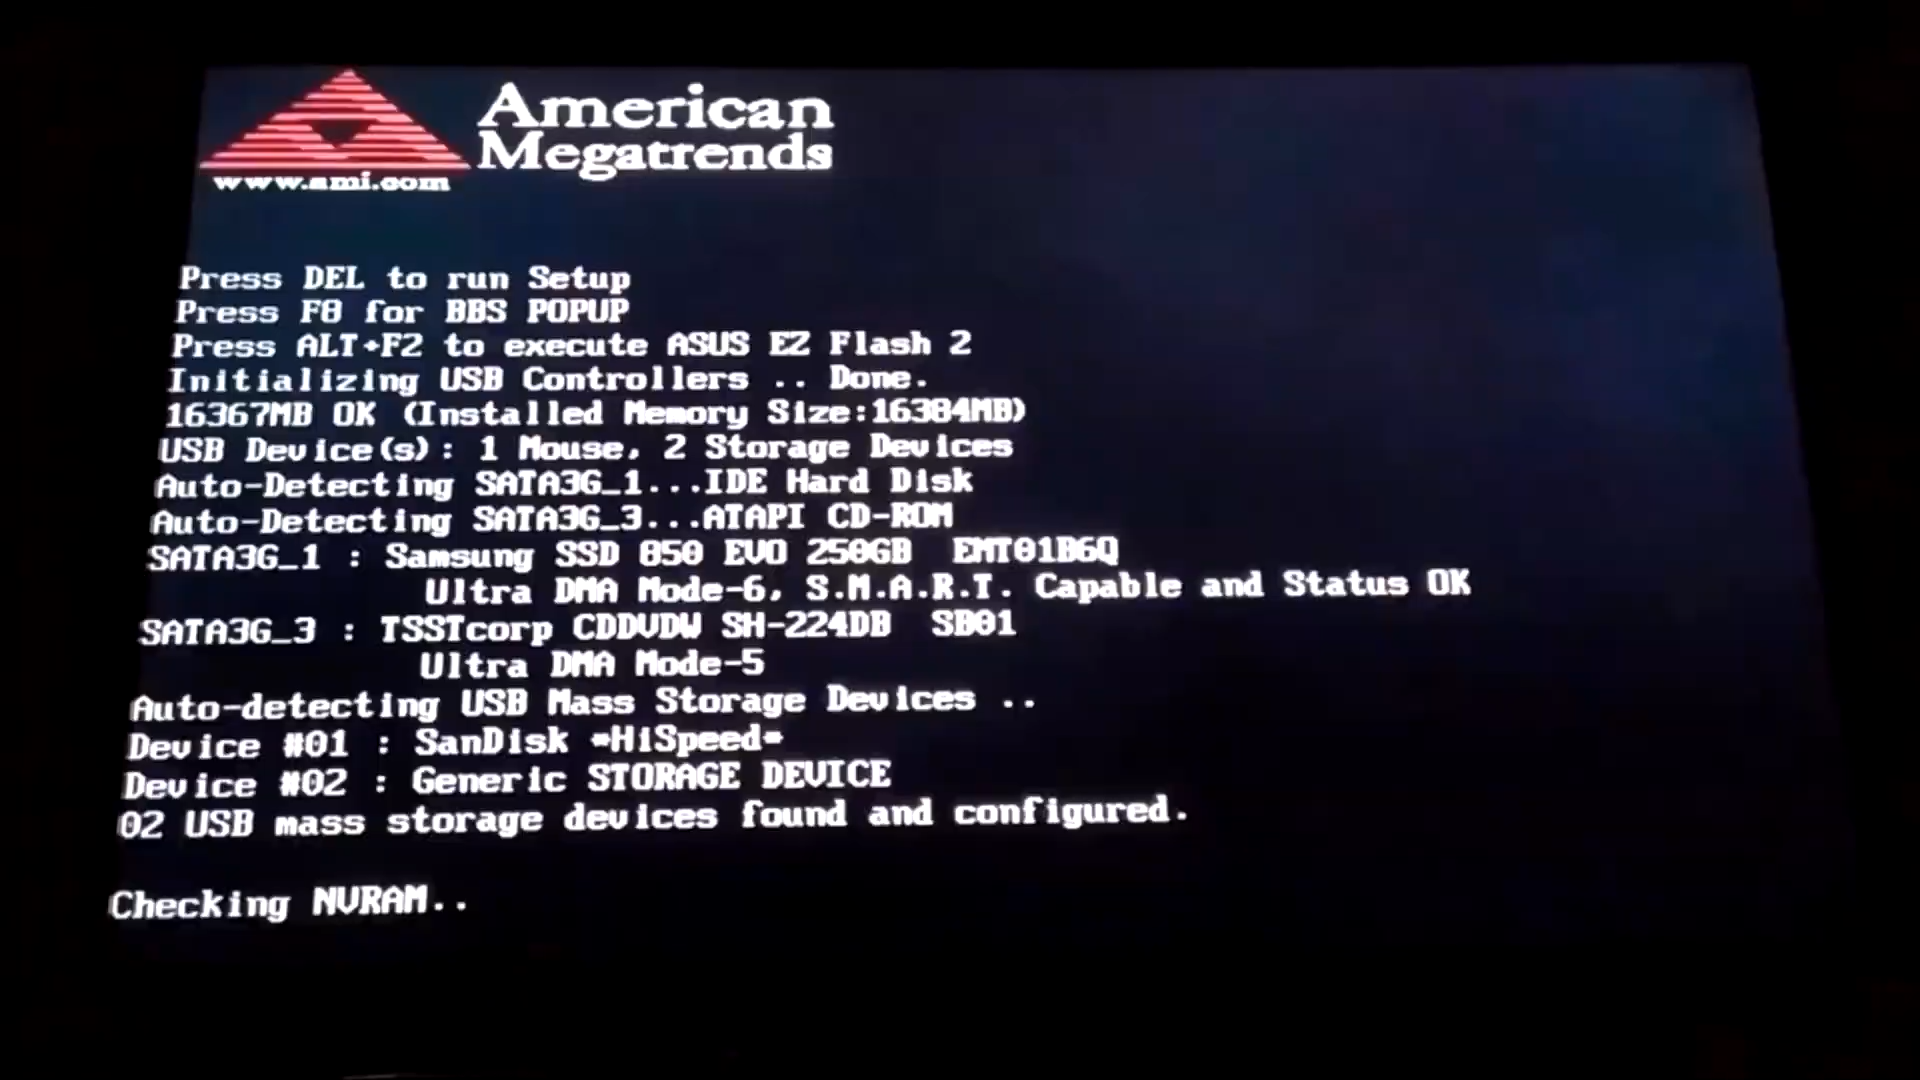 American
Megatrends
www.ami.com
Press DEL to run Setup
Press F8 for BBS POPUP
Press ALT+F2 to execute ASUS EZ Flash 2
Initializing USB Controllers .. Done.
16367MB OK (Installed Memory Size:16384MB)
USB Device(s): 1 Mouse, 2 Storage Devices
Auto-Detecting SATA3G_1...IDE Hard Disk
Auto-Detecting SATA3G_3...ATAPI CD-ROM
SATA3G_1 : Samsung SSD 850 EVO 250GB EMT01B6Q
Ultra DMA Mode-6, S.M.A.R.T. Capable and Status OK
SATA3G_3 : TSSTcorp CDDVDW SH-224DB SB01
Ultra DMA Mode-5
Auto-detecting USB Mass Storage Devices ..
Device #01 : SanDisk *HiSpeed*
Device #02 : Generic STORAGE DEVICE
02 USB mass storage devices found and configured.
Checking NVRAM..